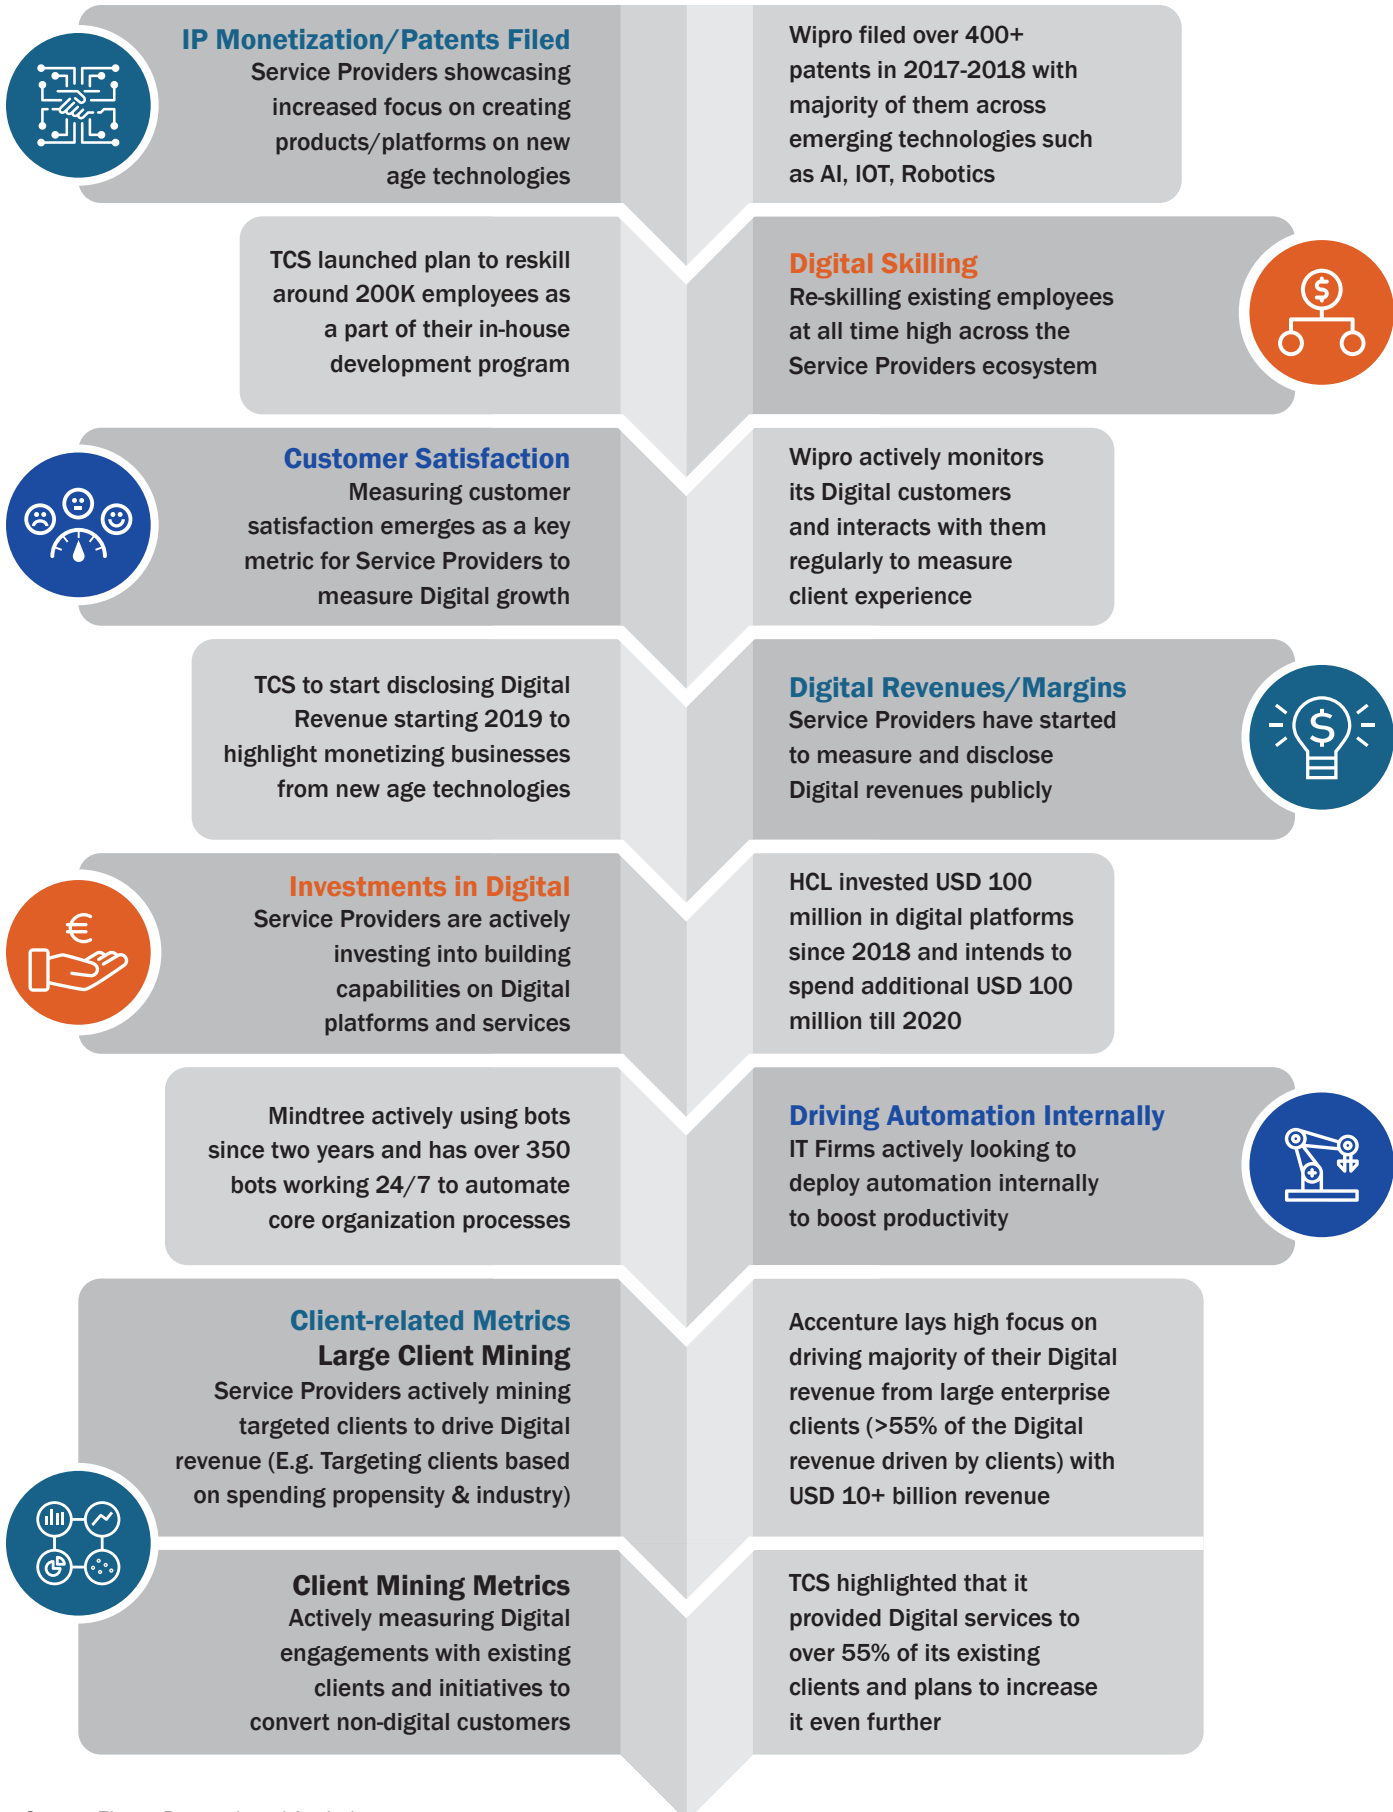 IP Monetization/Patents Filed
Service Providers showcasing
increased focus on creating
products/platforms on new
age technologies
Wipro filed over 400+
patents in 2017-2018 with
majority of them across
emerging technologies such
as AI, IOT, Robotics
TCS launched plan to reskill
around 200K employees as
a part of their in-house
development program
Digital Skilling
Re-skilling existing employees
at all time high across the
Service Providers ecosystem
Customer Satisfaction
Measuring customer
satisfaction emerges as a key
metric for Service Providers to
measure Digital growth
Wipro actively monitors
its Digital customers
and interacts with them
regularly to measure
client experience
TCS to start disclosing Digital
Revenue starting 2019 to
highlight monetizing businesses
from new age technologies
Digital Revenues/Margins
Service Providers have started
to measure and disclose
Digital revenues publicly
Investments in Digital
Service Providers are actively
investing into building
capabilities on Digital
platforms and services
HCL invested USD 100
million in digital platforms
since 2018 and intends to
spend additional USD 100
million till 2020
Mindtree actively using bots
since two years and has over 350
bots working 24/7 to automate
core organization processes
Driving Automation Internally
IT Firms actively looking to
deploy automation internally
to boost productivity
Client-related Metrics
Large Client Mining
Service Providers actively mining
targeted clients to drive Digital
revenue (E.g. Targeting clients based
on spending propensity & industry)
Accenture lays high focus on
driving majority of their Digital
revenue from large enterprise
clients (>55% of the Digital
revenue driven by clients) with
USD 10+ billion revenue
Client Mining Metrics
Actively measuring Digital
engagements with existing
clients and initiatives to
convert non-digital customers
TCS highlighted that it
provided Digital services to
over 55% of its existing
clients and plans to increase
it even further